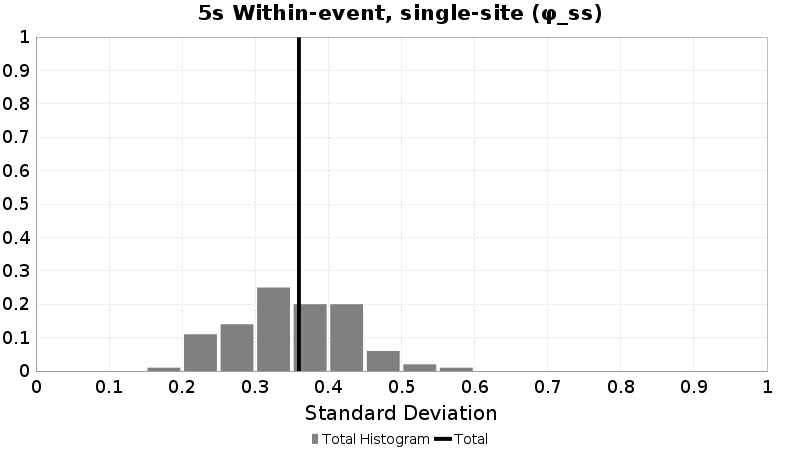 5s Within-event, single-site (φ_ss)
1
0.9
0.8
0.7
0.6
0.5
0.4
0.3
0.2
0.1
0
0 0.1 0.2 0.3 0.4 0.5 0.6 0.7 0.8 0.9 1
Standard Deviation
Total Histogram Total